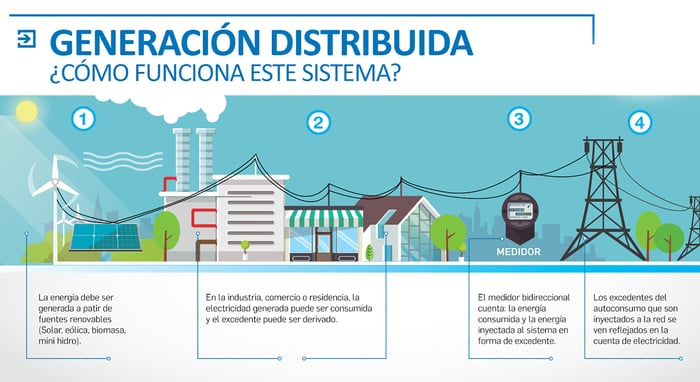 GENERACIÓN DISTRIBUIDA
¿CÓMO FUNCIONA ESTE SISTEMA?
1
2
3
4
MEDIDOR
La energía debe ser
generada a patir de
fuentes renovables
(Solar, eólica, biomasa,
mini hidro).
En la industria, comercio o residencia, la
electricidad generada puede ser consumida
y el excedente puede ser derivado.
El medidor bidireccional
cuenta: la energía
consumida y la energía
inyectada al sistema en
forma de excedente.
Los excedentes del
autoconsumo que son
inyectados a la red se
ven reflejados en la
cuenta de electricidad.